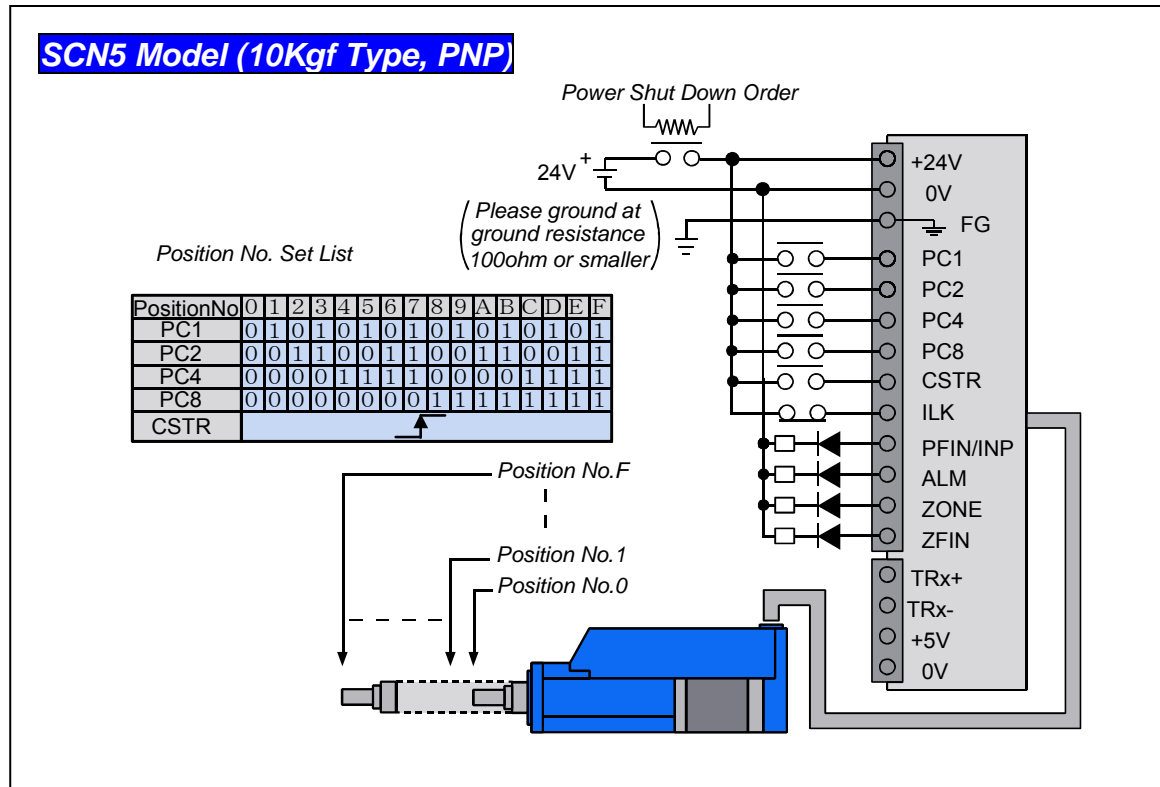 SCN5 Model (10Kgf Type, PNP)
Power Shut Down Order
24V +
+24V
0V
FG
(Please ground at
ground resistance
100ohm or smaller)
PC1
PC2
PC4
PC8
CSTR
ILK
PFIN/INP
ALM
ZONE
ZFIN
TRx+
TRx-
+5V
0V
Position No. Set List
PositionNo 0 1 2 3 4 5 6 7 8 9 A B C D E F
PC1 0 1 0 1 0 1 0 1 0 1 0 1 0 1 0 1
PC2 0 0 1 1 0 0 1 1 0 0 1 1 0 0 1 1
PC4 0 0 0 0 1 1 1 1 0 0 0 0 1 1 1 1
PC8 0 0 0 0 0 0 0 0 1 1 1 1 1 1 1 1
CSTR
Position No.F
Position No.1
Position No.0